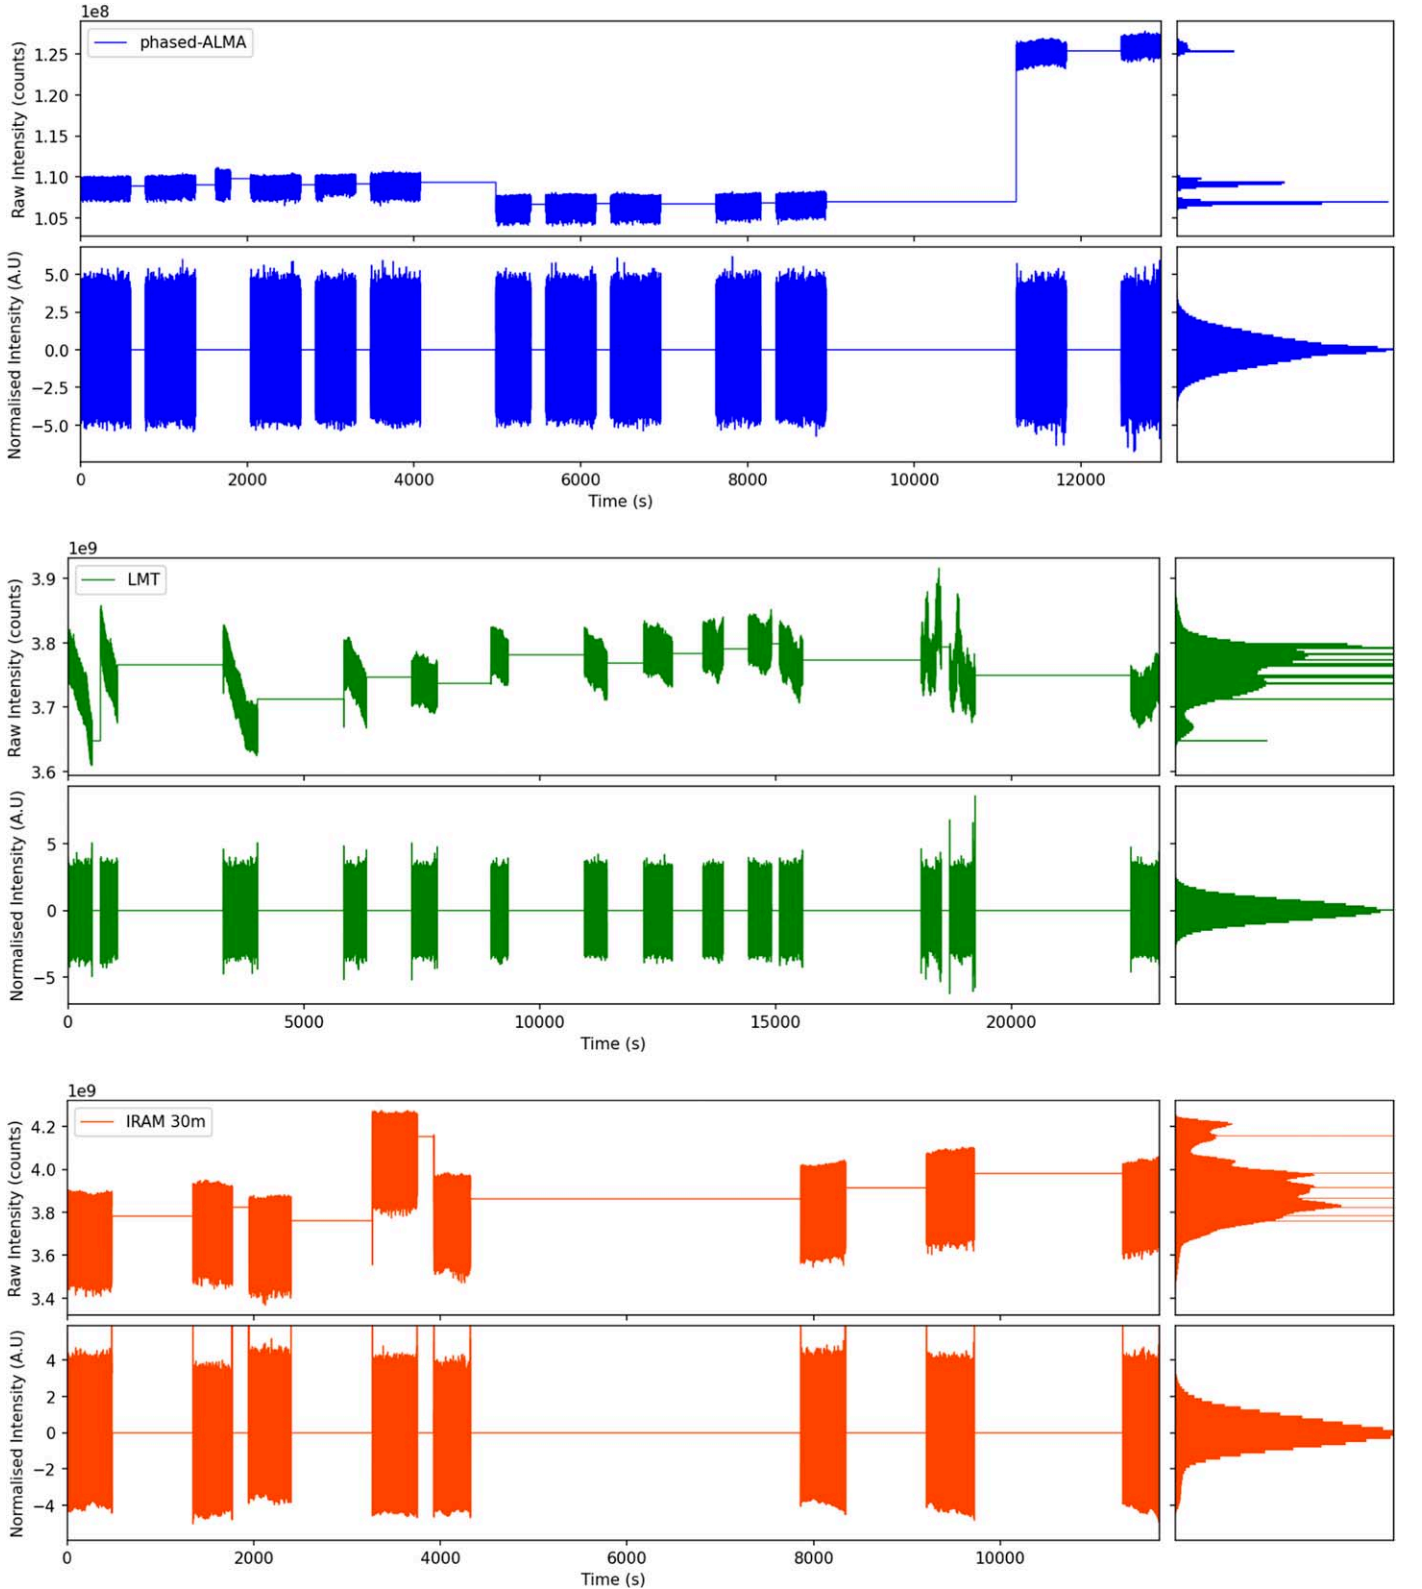 1e8
phased-ALMA
Raw Intensity (counts)
1.25
1.20
1.15
1.10
1.05
Normalised Intensity (A.U)
5.0
2.5
0.0
−2.5
−5.0
0 2000 4000 6000 8000 10000 12000
Time (s)
1e9
LMT
Raw Intensity (counts)
3.9
3.8
3.7
3.6
Normalised Intensity (A.U)
5
0
−5
0 5000 10000 15000 20000
Time (s)
1e9
IRAM 30m
Raw Intensity (counts)
4.2
4.0
3.8
3.6
3.4
Normalised Intensity (A.U)
4
2
0
−2
−4
0 2000 4000 6000 8000 10000
Time (s)